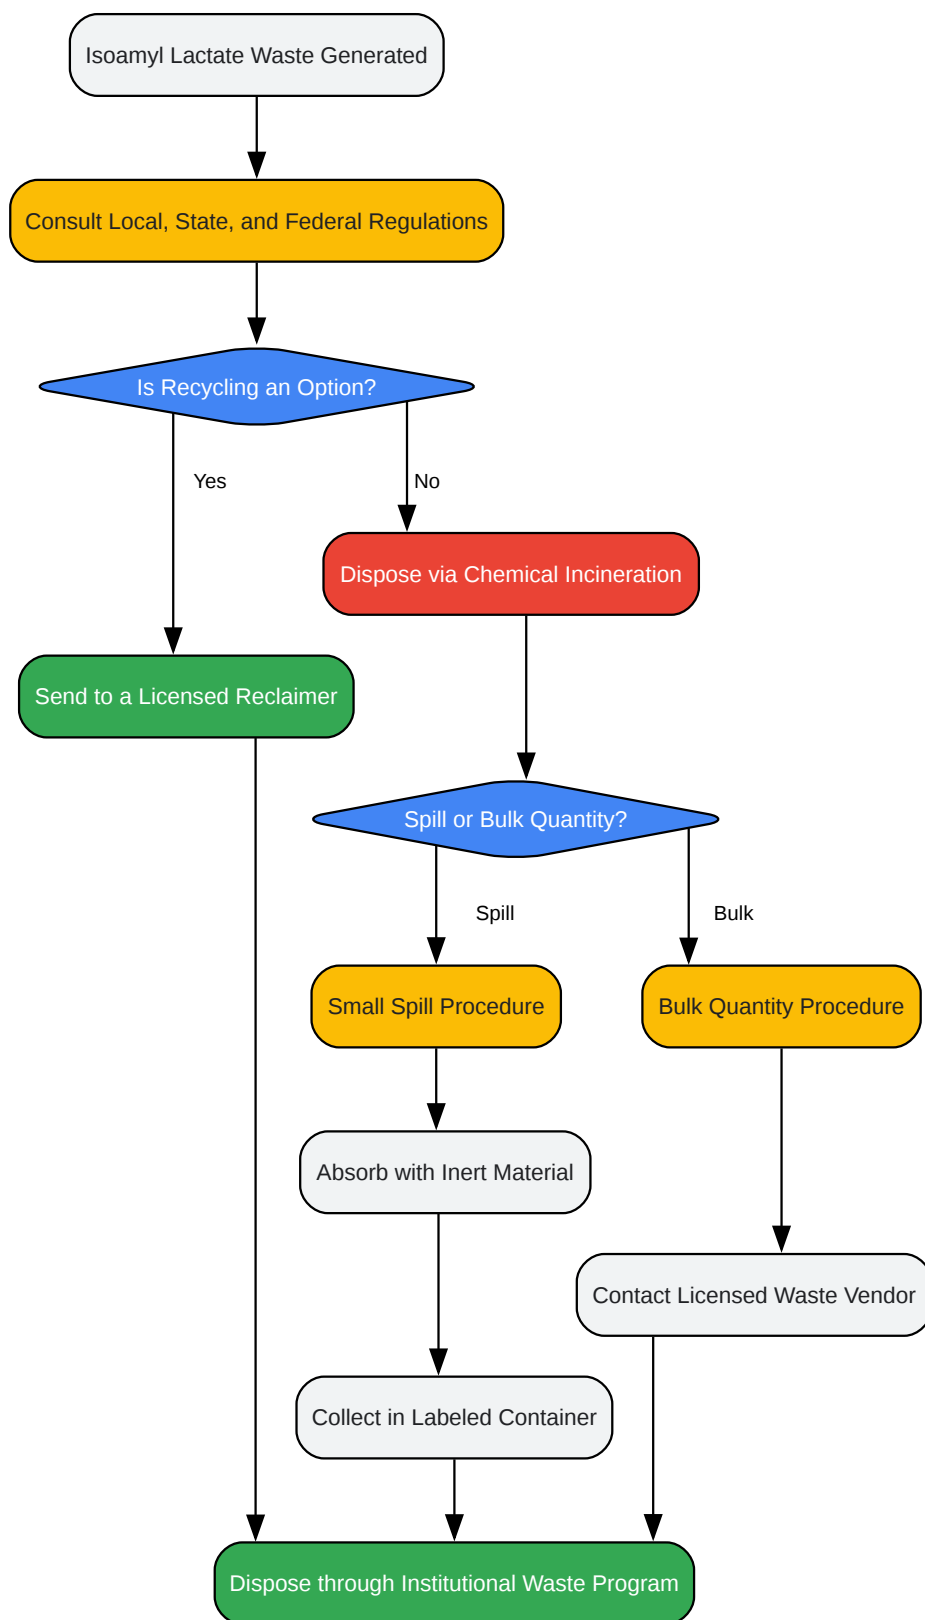 Isoamyl Lactate Waste Generated
Consult Local, State, and Federal Regulations
Is Recycling an Option?
Yes
No
Dispose via Chemical Incineration
Send to a Licensed Reclaimer
Spill or Bulk Quantity?
Spill
Bulk
Small Spill Procedure
Bulk Quantity Procedure
Absorb with Inert Material
Contact Licensed Waste Vendor
Collect in Labeled Container
Dispose through Institutional Waste Program